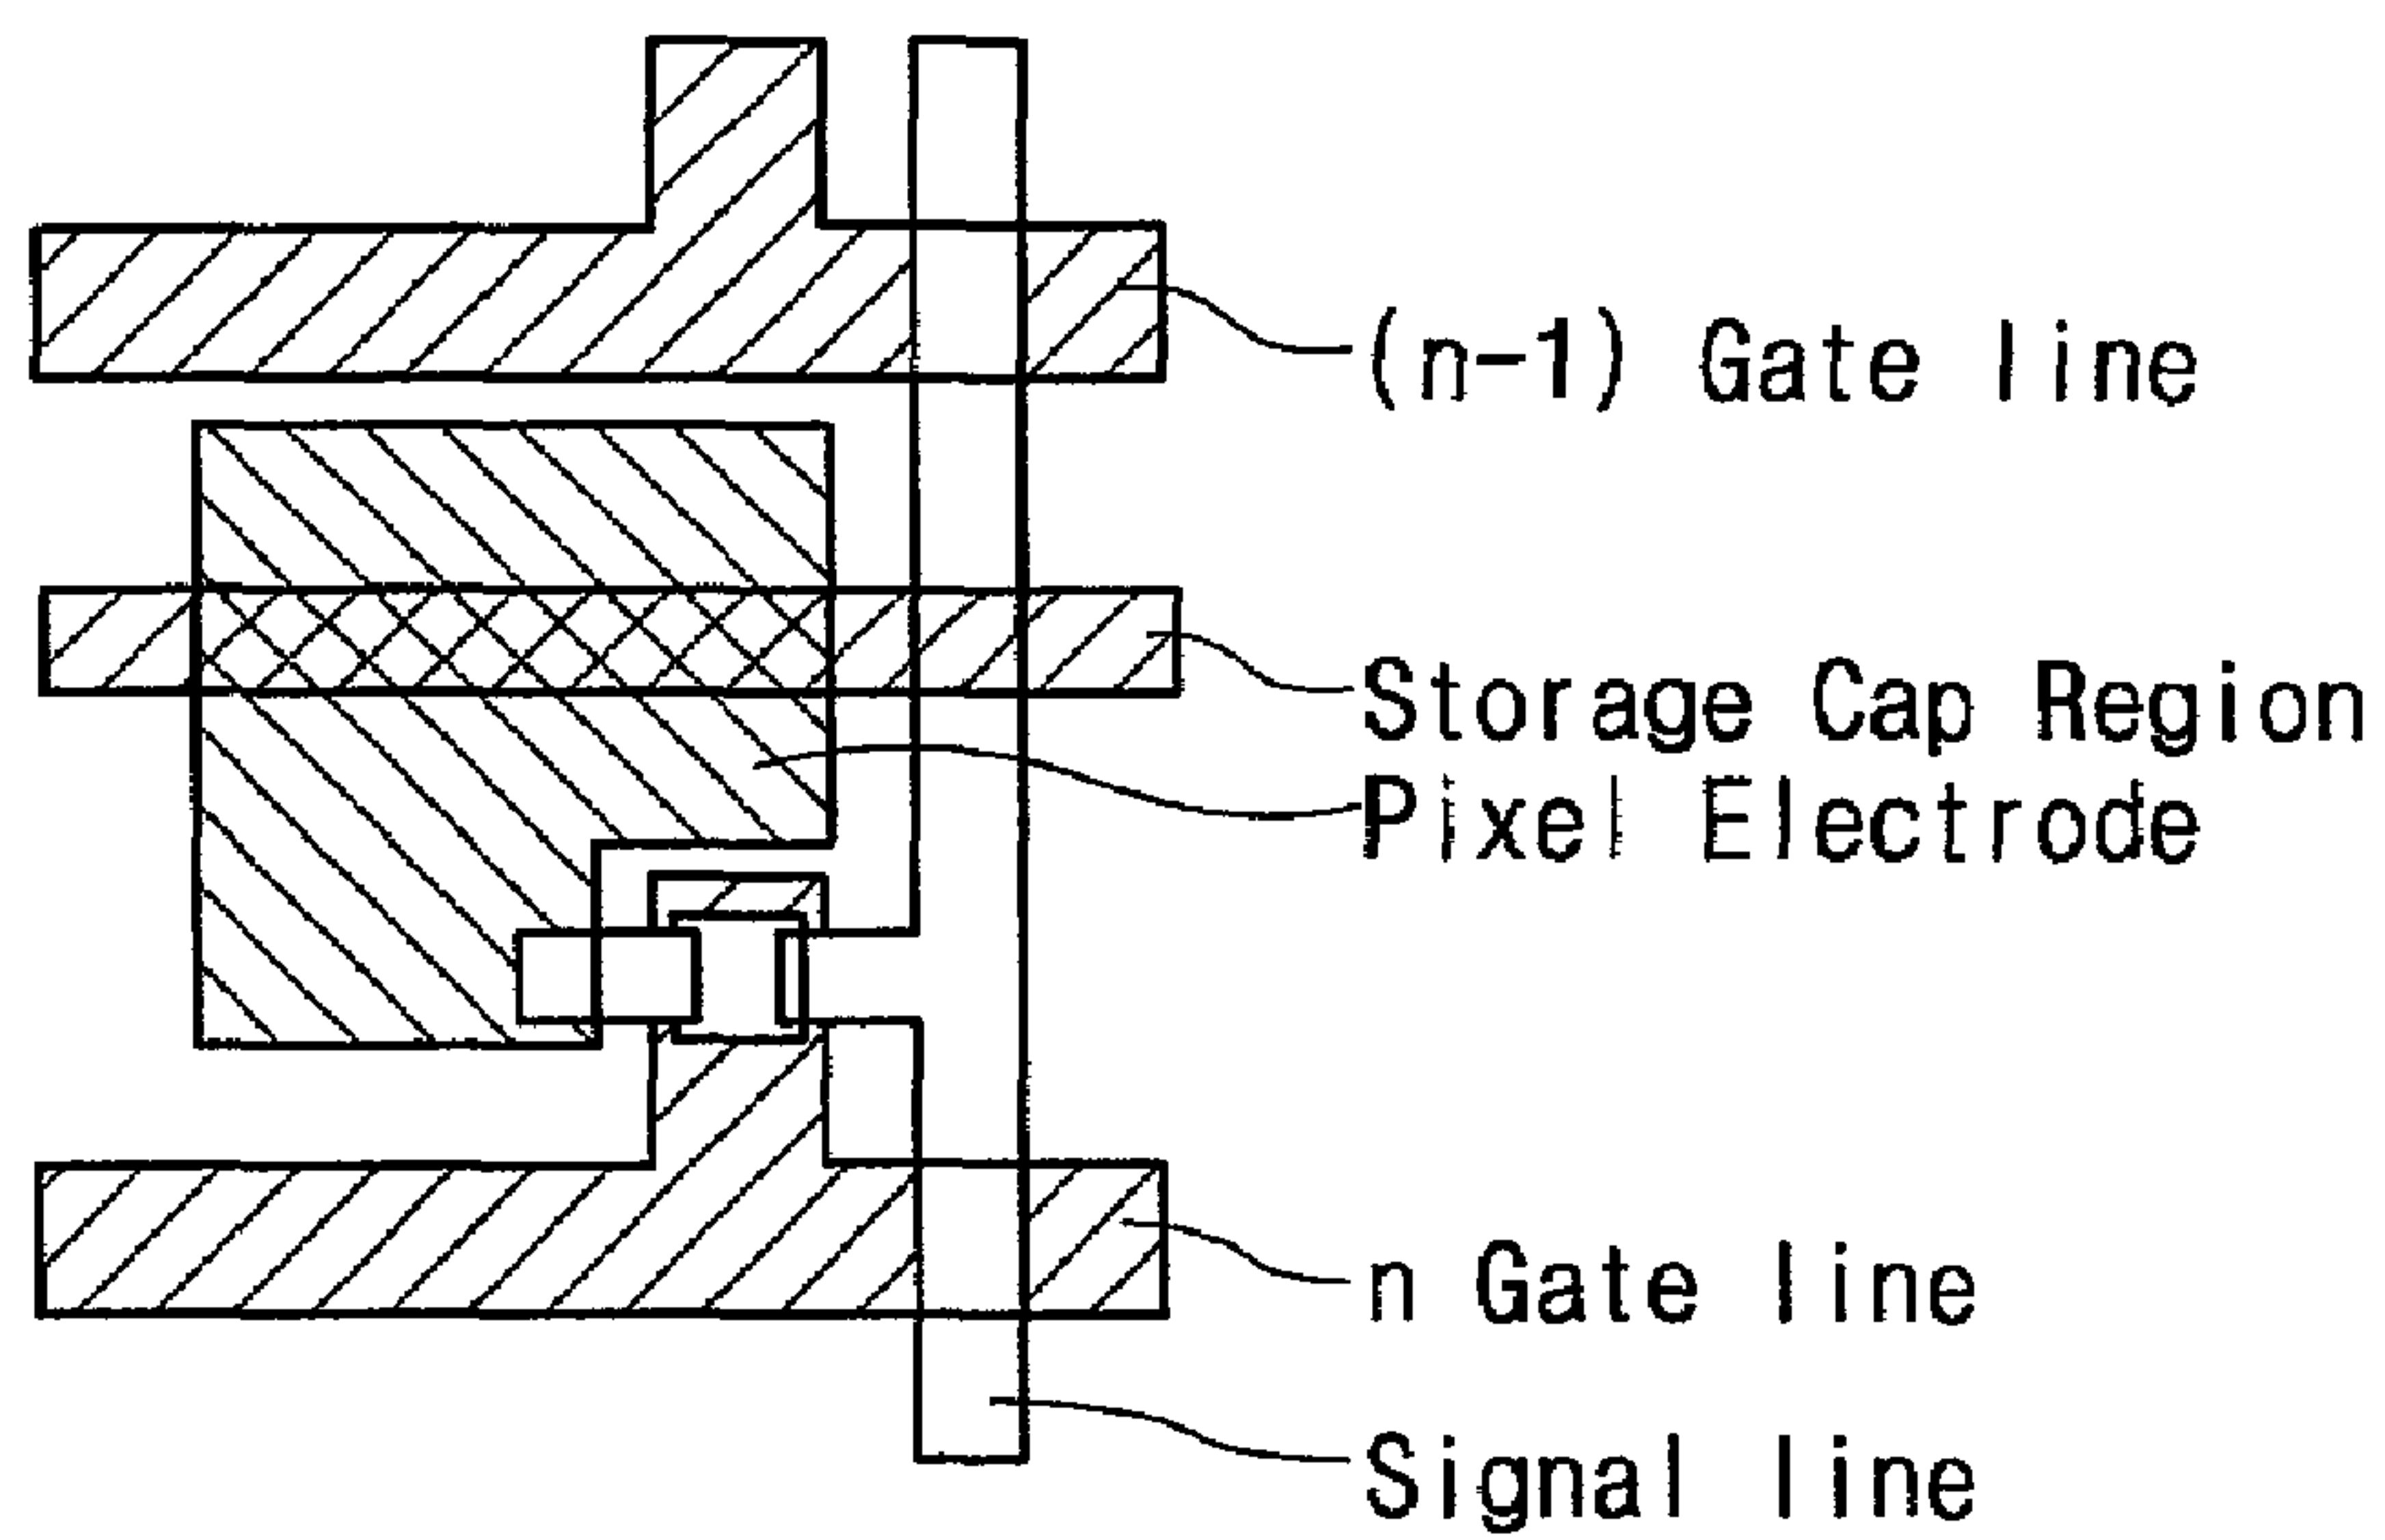 (n-1) Gate line
Storage Cap Region
Pixel Electrode
n Gate line
Signal line